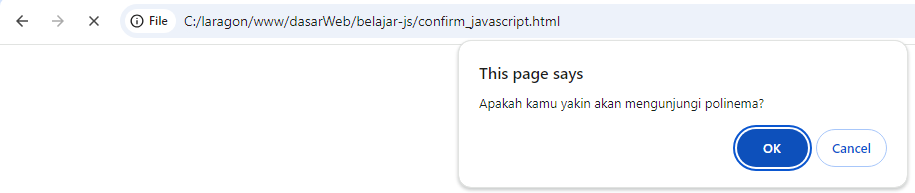 File C:/laragon/www/dasarWeb/belajar-js/confirm_javascript.html
This page says
Apakah kamu yakin akan mengunjungi polinema?
OK Cancel